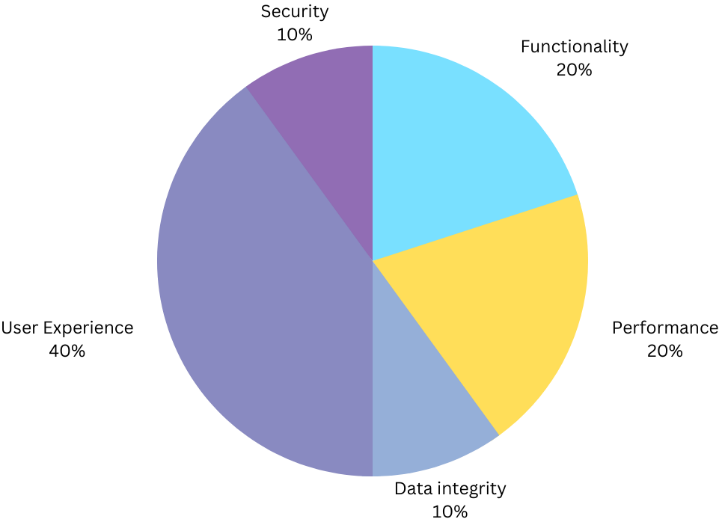 Security
10%
Functionality
20%
User Experience
40%
Performance
20%
Data integrity
10%